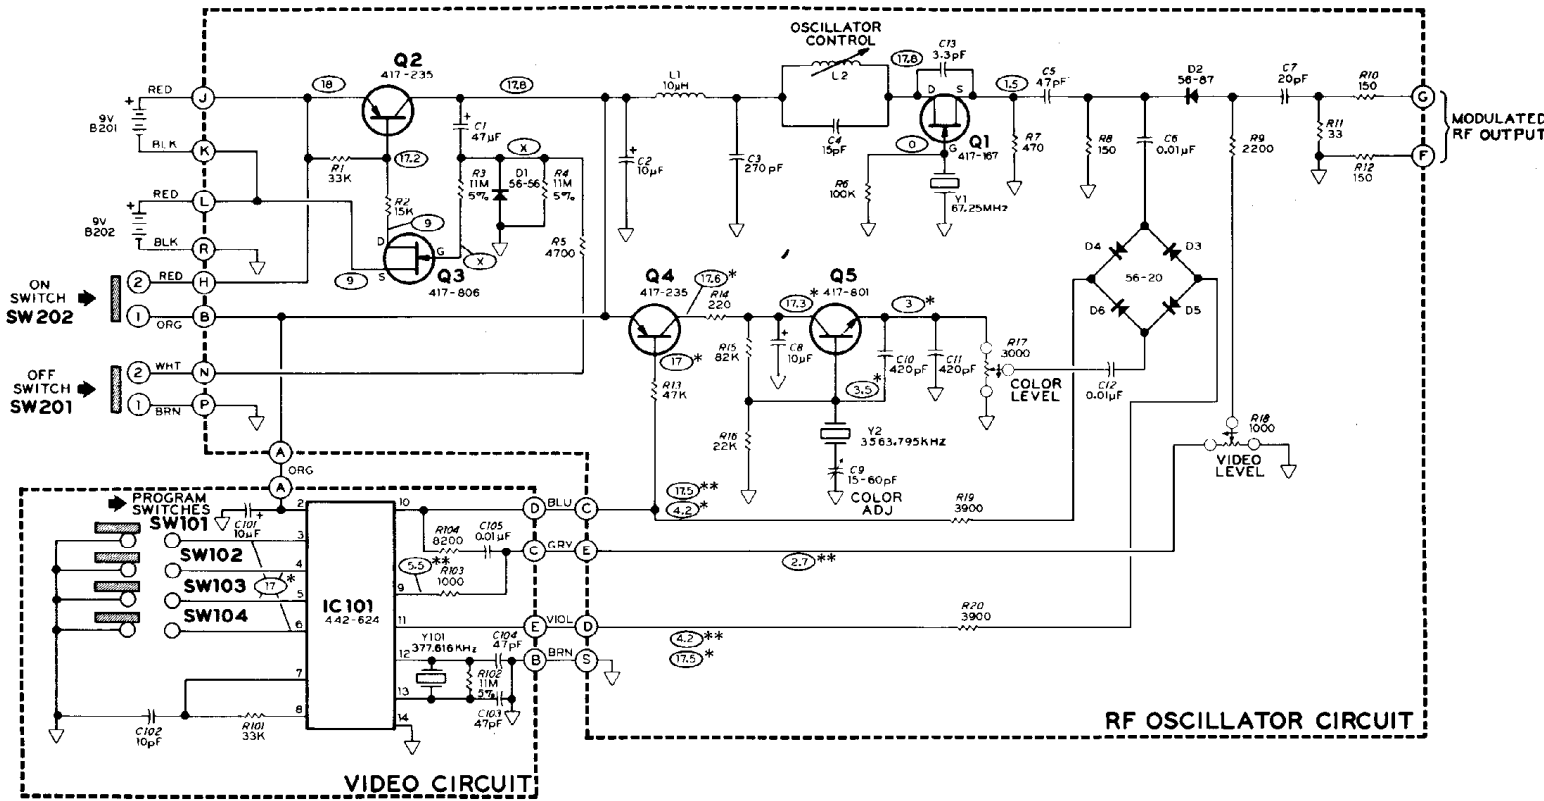 OSCILLATOR
CONTROL
L2
C4
15pF
17.8
C13
3.3pF
D
S
G
Q1
417-167
0
R6
100K
Y1
67.25MHz
1.5
C5
47pF
R7
470
R8
150
C6
0.01µF
D2
56-87
C7
20pF
R9
2200
R10
150
R11
33
R12
150
G
F
MODULATED
RF OUTPUT
9V
B201
RED
J
BLK
K
9V
B202
RED
L
BLK
R
ON
SWITCH
SW202
2
RED
H
1
ORG
B
OFF
SWITCH
SW201
2
WHT
N
1
BRN
P
18
Q2
417-235
17.8
17.2
R1
33K
R2
15K
9
D
S
G
Q3
417-806
9
X
C1
47µF
R3
11M
5%
X
D1
56-56
R4
11M
5%
R5
4700
C2
10µF
L1
10µH
C3
270pF
Q4
417-235
17.6*
R14
220
17*
R13
47K
R15
82K
R16
22K
17.3*
C8
10µF
Q5
417-801
3*
3.5*
C10
420pF
C11
420pF
Y2
3563.795KHZ
C9
15-60pF
COLOR
ADJ
R17
3000
COLOR
LEVEL
C12
0.01µF
D4
D3
56-20
D6
D5
R18
1000
VIDEO
LEVEL
A
ORG
A
17.5**
4.2*
R19
3900
2.7**
R20
3900
4.2**
17.5*
RF OSCILLATOR CIRCUIT
PROGRAM
SWITCHES
SW101
SW102
SW103
SW104
C101
10µF
17*
2
3
4
5
6
7
8
IC101
442-624
10
9
11
12
13
14
R104
8200
C105
0.01µF
5.5**
R103
1000
Y101
377.616KHz
R102
11M
5%
C104
47pF
C103
47pF
C102
10pF
R101
33K
D
BLU
C
C
GRY
E
E
VIOL
D
B
BRN
S
VIDEO CIRCUIT